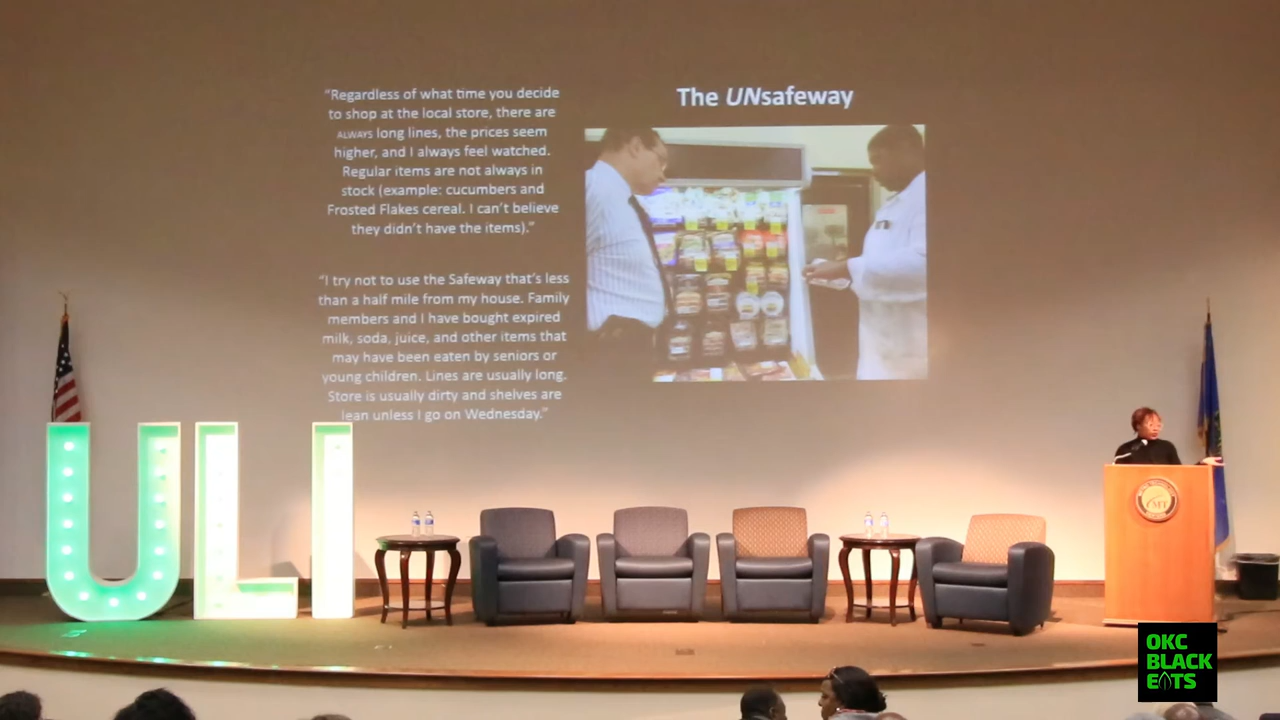 "Regardless of what time you decide
to shop at the local store, there are
ALWAYS long lines, the prices seem
higher, and I always feel watched.
Regular items are not always in
stock (example: cucumbers and
Frosted Flakes cereal. I can't believe
they didn't have the items)."
"I try not to use the Safeway that's less
than a half mile from my house. Family
members and I have bought expired
milk, soda, juice, and other items that
may have been eaten by seniors or
young children. Lines are usually long.
Store is usually dirty and shelves are
lean unless I go on Wednesday."
The UNsafeway
ULI
OKC
BLACK
EATS